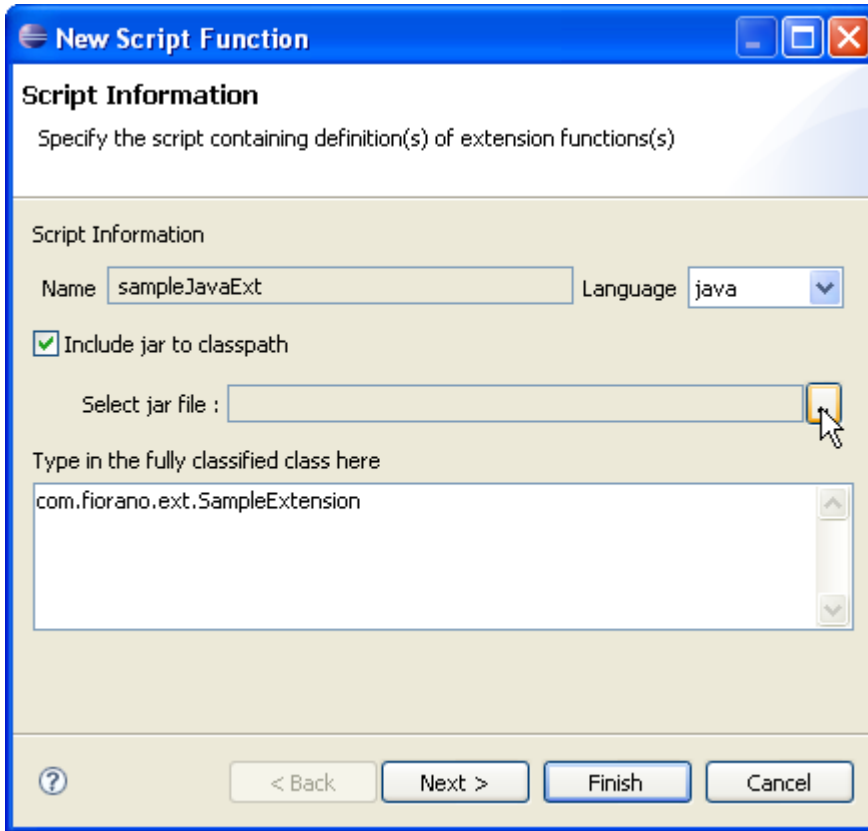 New Script Function
Script Information
Specify the script containing definition(s) of extension functions(s)
Script Information
Name sampleJavaExt Language java
Include jar to classpath
Select jar file :
Type in the fully classified class here
com.fiorano.ext.SampleExtension
< Back Next > Finish Cancel